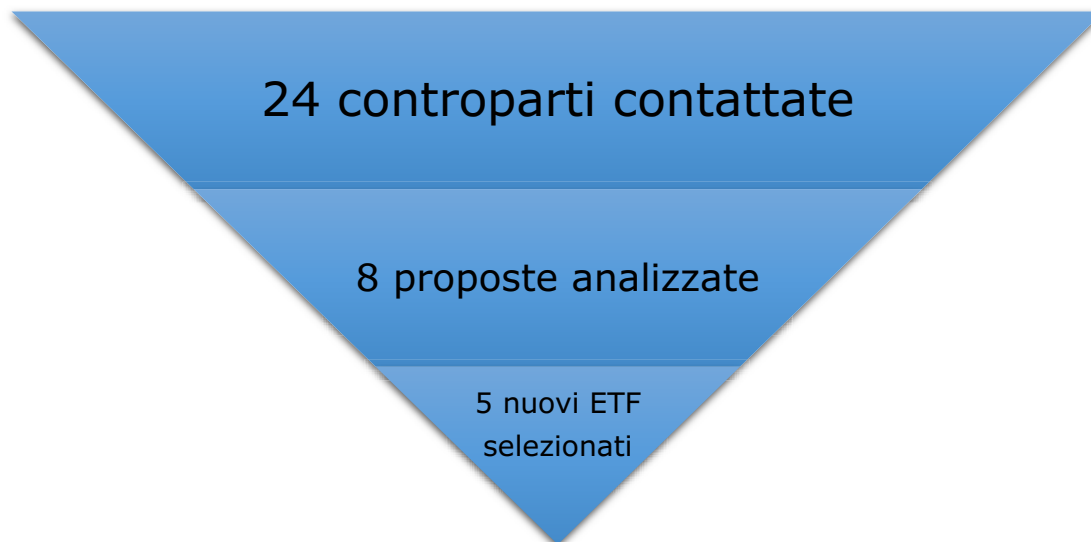 24 controparti contattate
8 proposte analizzate
5 nuovi ETF
selezionati